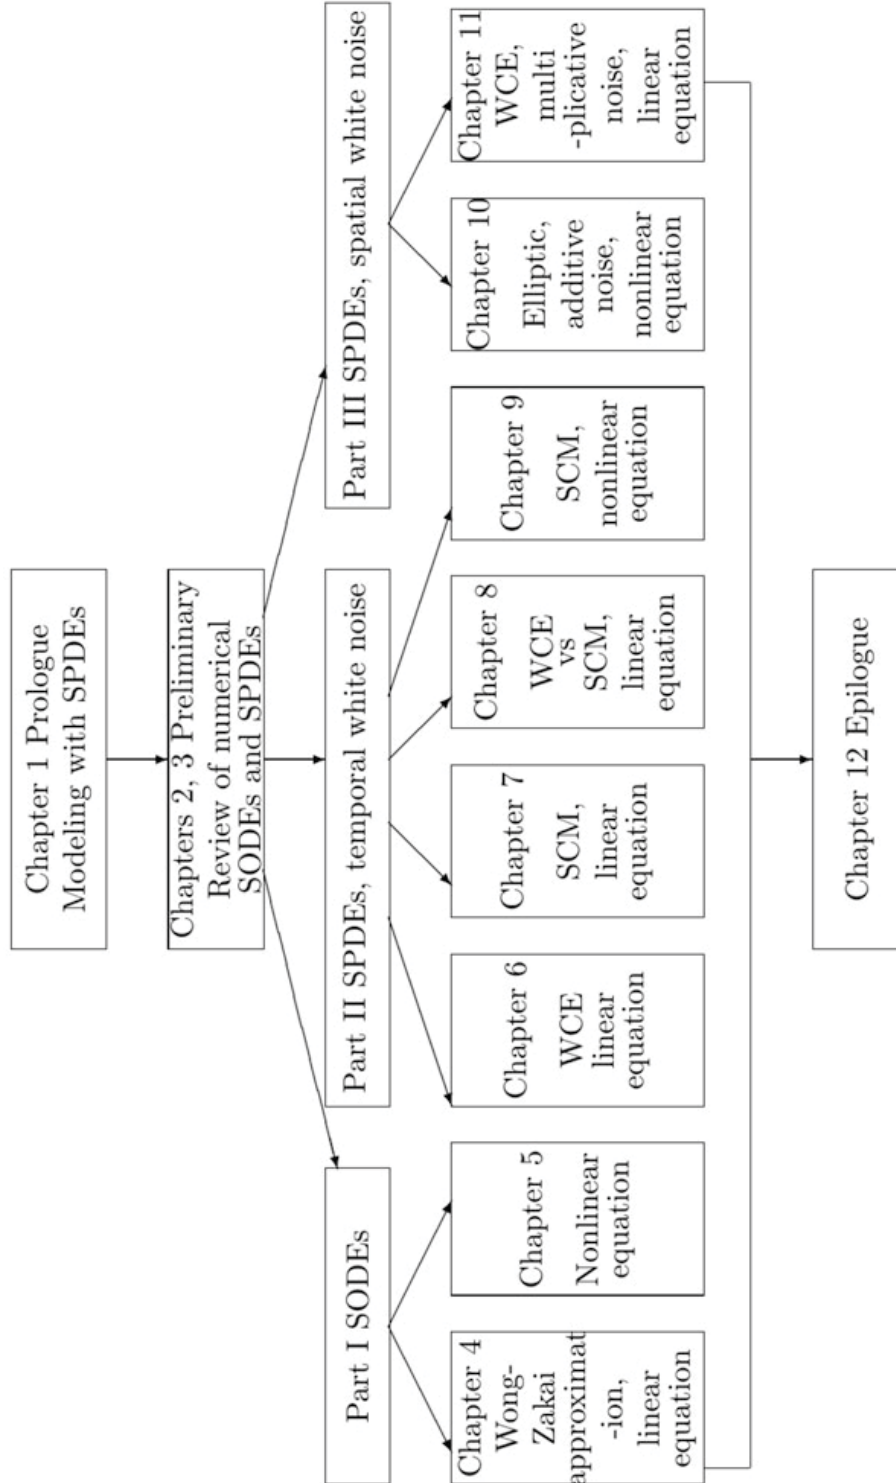 Chapter 1 Prologue
Modeling with SPDEs
Chapters 2, 3 Preliminary
Review of numerical
SODEs and SPDEs
Part I SODEs
Part II SPDEs, temporal white noise
Part III SPDEs, spatial white noise
Chapter 4
Wong-
Zakai
approximat
-ion,
linear
equation
Chapter 5
Nonlinear
equation
Chapter 6
WCE
linear
equation
Chapter 7
SCM,
linear
equation
Chapter 8
WCE
vs
SCM,
linear
equation
Chapter 9
SCM,
nonlinear
equation
Chapter 10
Elliptic,
additive
noise,
nonlinear
equation
Chapter 11
WCE,
multi
-plicative
noise,
linear
equation
Chapter 12 Epilogue